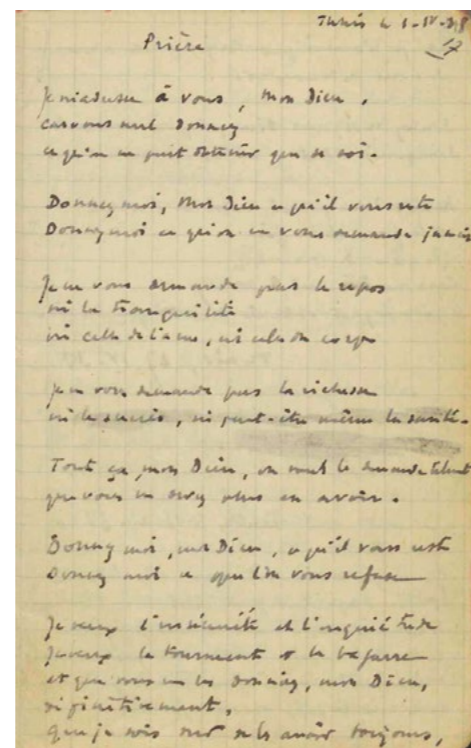 Tunis le 1-IV-38
17
Prière
Je m'adresse à vous, mon Dieu,
car vous seul donnez
ce qu'on ne peut obtenir que de soi.
Donnez moi, Mon Dieu ce qu'il vous reste
Donnez moi ce qu'on ne vous demande jamais
Je ne vous demande pas le repos
ni la tranquilité
ni celle de l'âme, ni celle du corps
Je ne vous demande pas la richesse
ni le succès, ni peut-être même la santé.
Tout ça mon Dieu, on vous le demande tellement
que vous ne devez plus en avoir.
Donnez moi, mon Dieu, ce qu'il vous reste
Donnez moi ce que l'on vous refuse
Je veux l'insécurité et l'inquiétude
Je veux la tourmente et la bagarre
et que vous me les donniez, mon Dieu,
définitivement,
que je sois sûr de les avoir toujours,